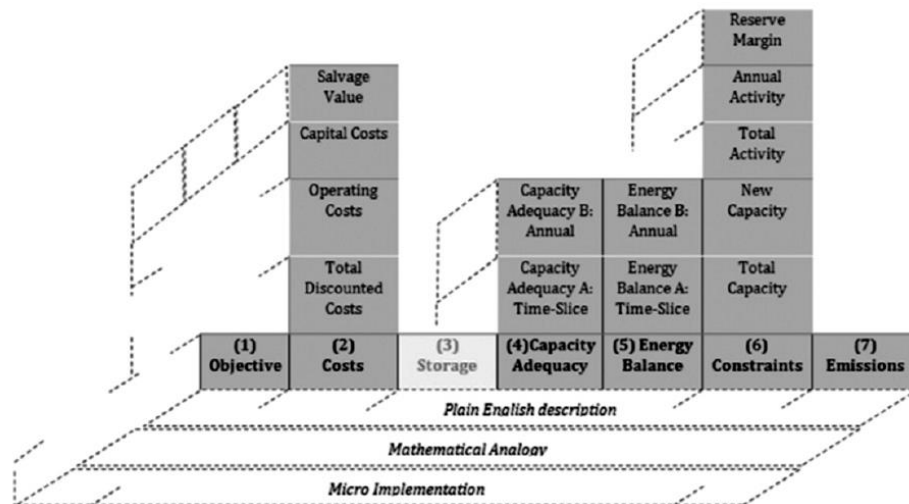 Reserve
Margin
Salvage
Value
Annual
Activity
Capital Costs
Total
Activity
Operating
Costs
Capacity
Adequacy B:
Annual
Energy
Balance B:
Annual
New
Capacity
Total
Discounted
Costs
Capacity
Adequacy A:
Time-Slice
Energy
Balance A:
Time-Slice
Total
Capacity
(1)
Objective
(2)
Costs
(3)
Storage
(4)Capacity
Adequacy
(5) Energy
Balance
(6)
Constraints
(7)
Emissions
Plain English description
Mathematical Analogy
Micro Implementation